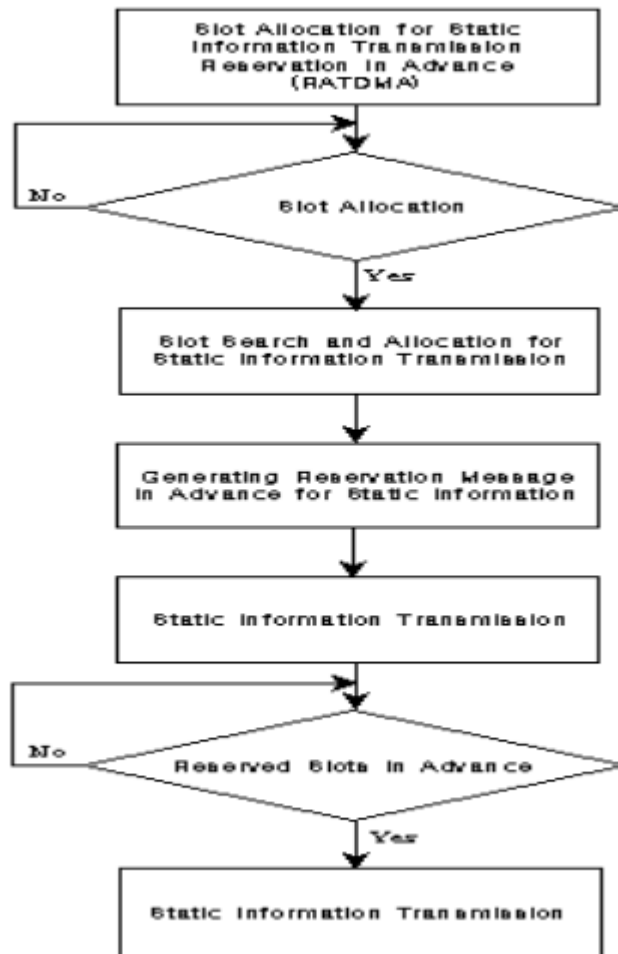 Slot Allocation for Static
Information Transmission
Reservation in Advance
(RATDMA)
No
Slot Allocation
Yes
Slot Search and Allocation for
Static Information Transmission
Generating Reservation Message
in Advance for Static Information
Static Information Transmission
No
Reserved Slots in Advance
Yes
Static Information Transmission